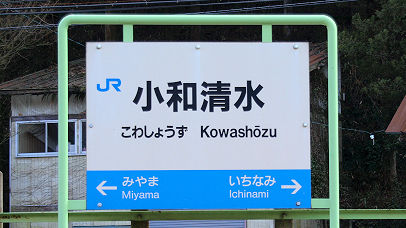 JR
小和清水
こわしょうず Kowashōzu
← みやま いちなみ →
Miyama Ichinami